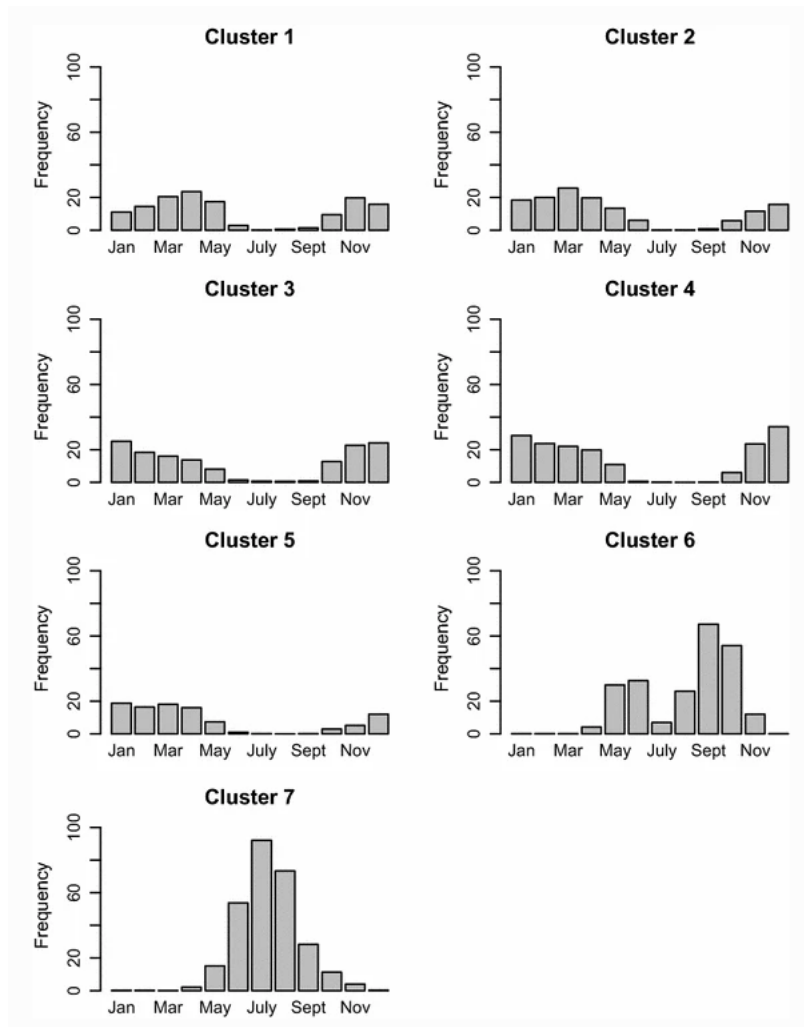 Cluster 1
Frequency
100
60
20
0
Jan Mar May July Sept Nov
Cluster 2
Frequency
100
60
20
0
Jan Mar May July Sept Nov
Cluster 3
Frequency
100
60
20
0
Jan Mar May July Sept Nov
Cluster 4
Frequency
100
60
20
0
Jan Mar May July Sept Nov
Cluster 5
Frequency
100
60
20
0
Jan Mar May July Sept Nov
Cluster 6
Frequency
100
60
20
0
Jan Mar May July Sept Nov
Cluster 7
Frequency
100
60
20
0
Jan Mar May July Sept Nov